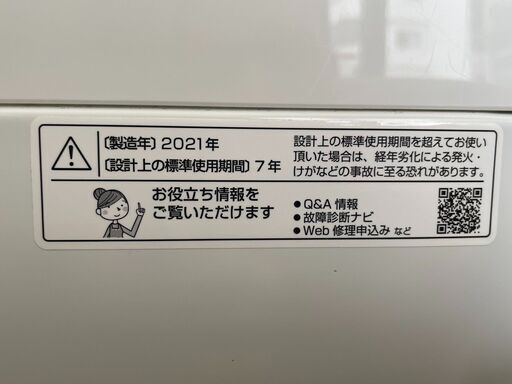 〔製造年〕2021年
〔設計上の標準使用期間〕7年
設計上の標準使用期間を超えてお使い
頂いた場合は、経年劣化による発火・
けがなどの事故に至る恐れがあります。
お役立ち情報を
ご覧いただけます
●Q&A 情報
●故障診断ナビ
●Web 修理申込み など